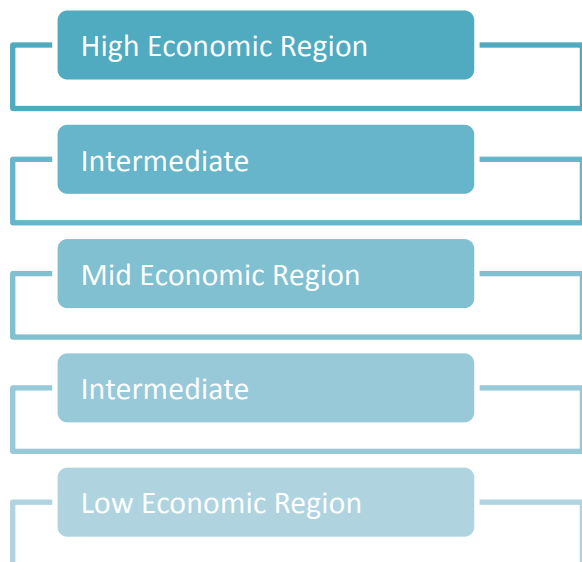 High Economic Region
Intermediate
Mid Economic Region
Intermediate
Low Economic Region